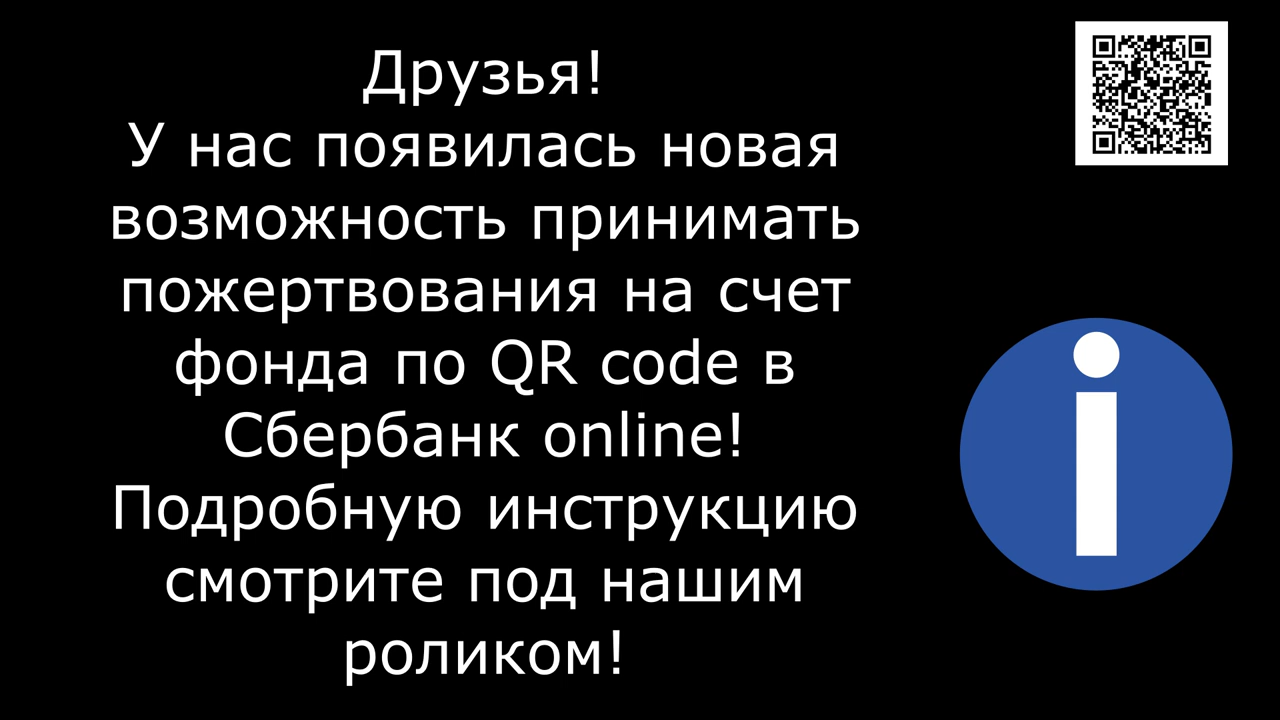 Друзья!
У нас появилась новая
возможность принимать
пожертвования на счет
фонда по QR code в
Сбербанк online!
Подробную инструкцию
смотрите под нашим
роликом!
i